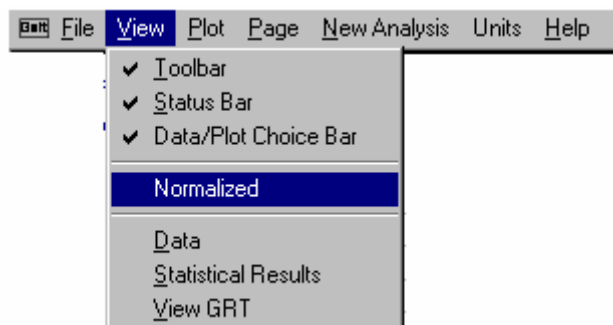 File View Plot Page New Analysis Units Help
Toolbar
Status Bar
Data/Plot Choice Bar
Normalized
Data
Statistical Results
View GRT